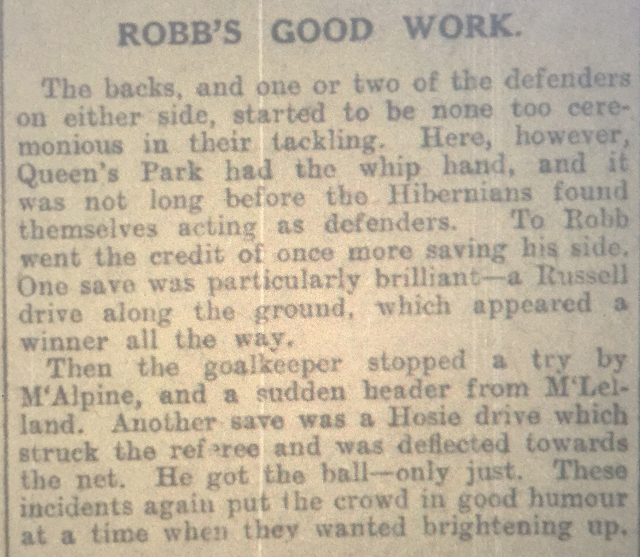 ROBB'S GOOD WORK.
The backs, and one or two of the defenders
on either side, started to be none too cere-
monious in their tackling. Here, however,
Queen's Park had the whip hand, and it
was not long before the Hibernians found
themselves acting as defenders. To Robb
went the credit of once more saving his side.
One save was particularly brilliant—a Russell
drive along the ground, which appeared a
winner all the way.
Then the goalkeeper stopped a try by
M'Alpine, and a sudden header from M'Lel-
land. Another save was a Hosie drive which
struck the referee and was deflected towards
the net. He got the ball—only just. These
incidents again put the crowd in good humour
at a time when they wanted brightening up.